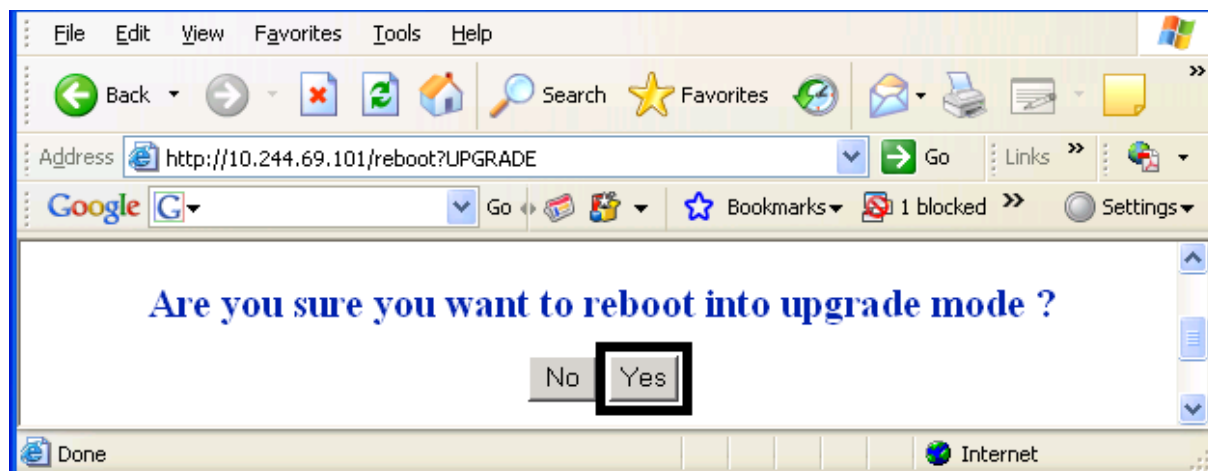 File Edit View Favorites Tools Help
Back Search Favorites »
Address http://10.244.69.101/reboot?UPGRADE Go Links »
Google G Go Bookmarks 1 blocked » Settings
Are you sure you want to reboot into upgrade mode ?
No Yes
Done Internet